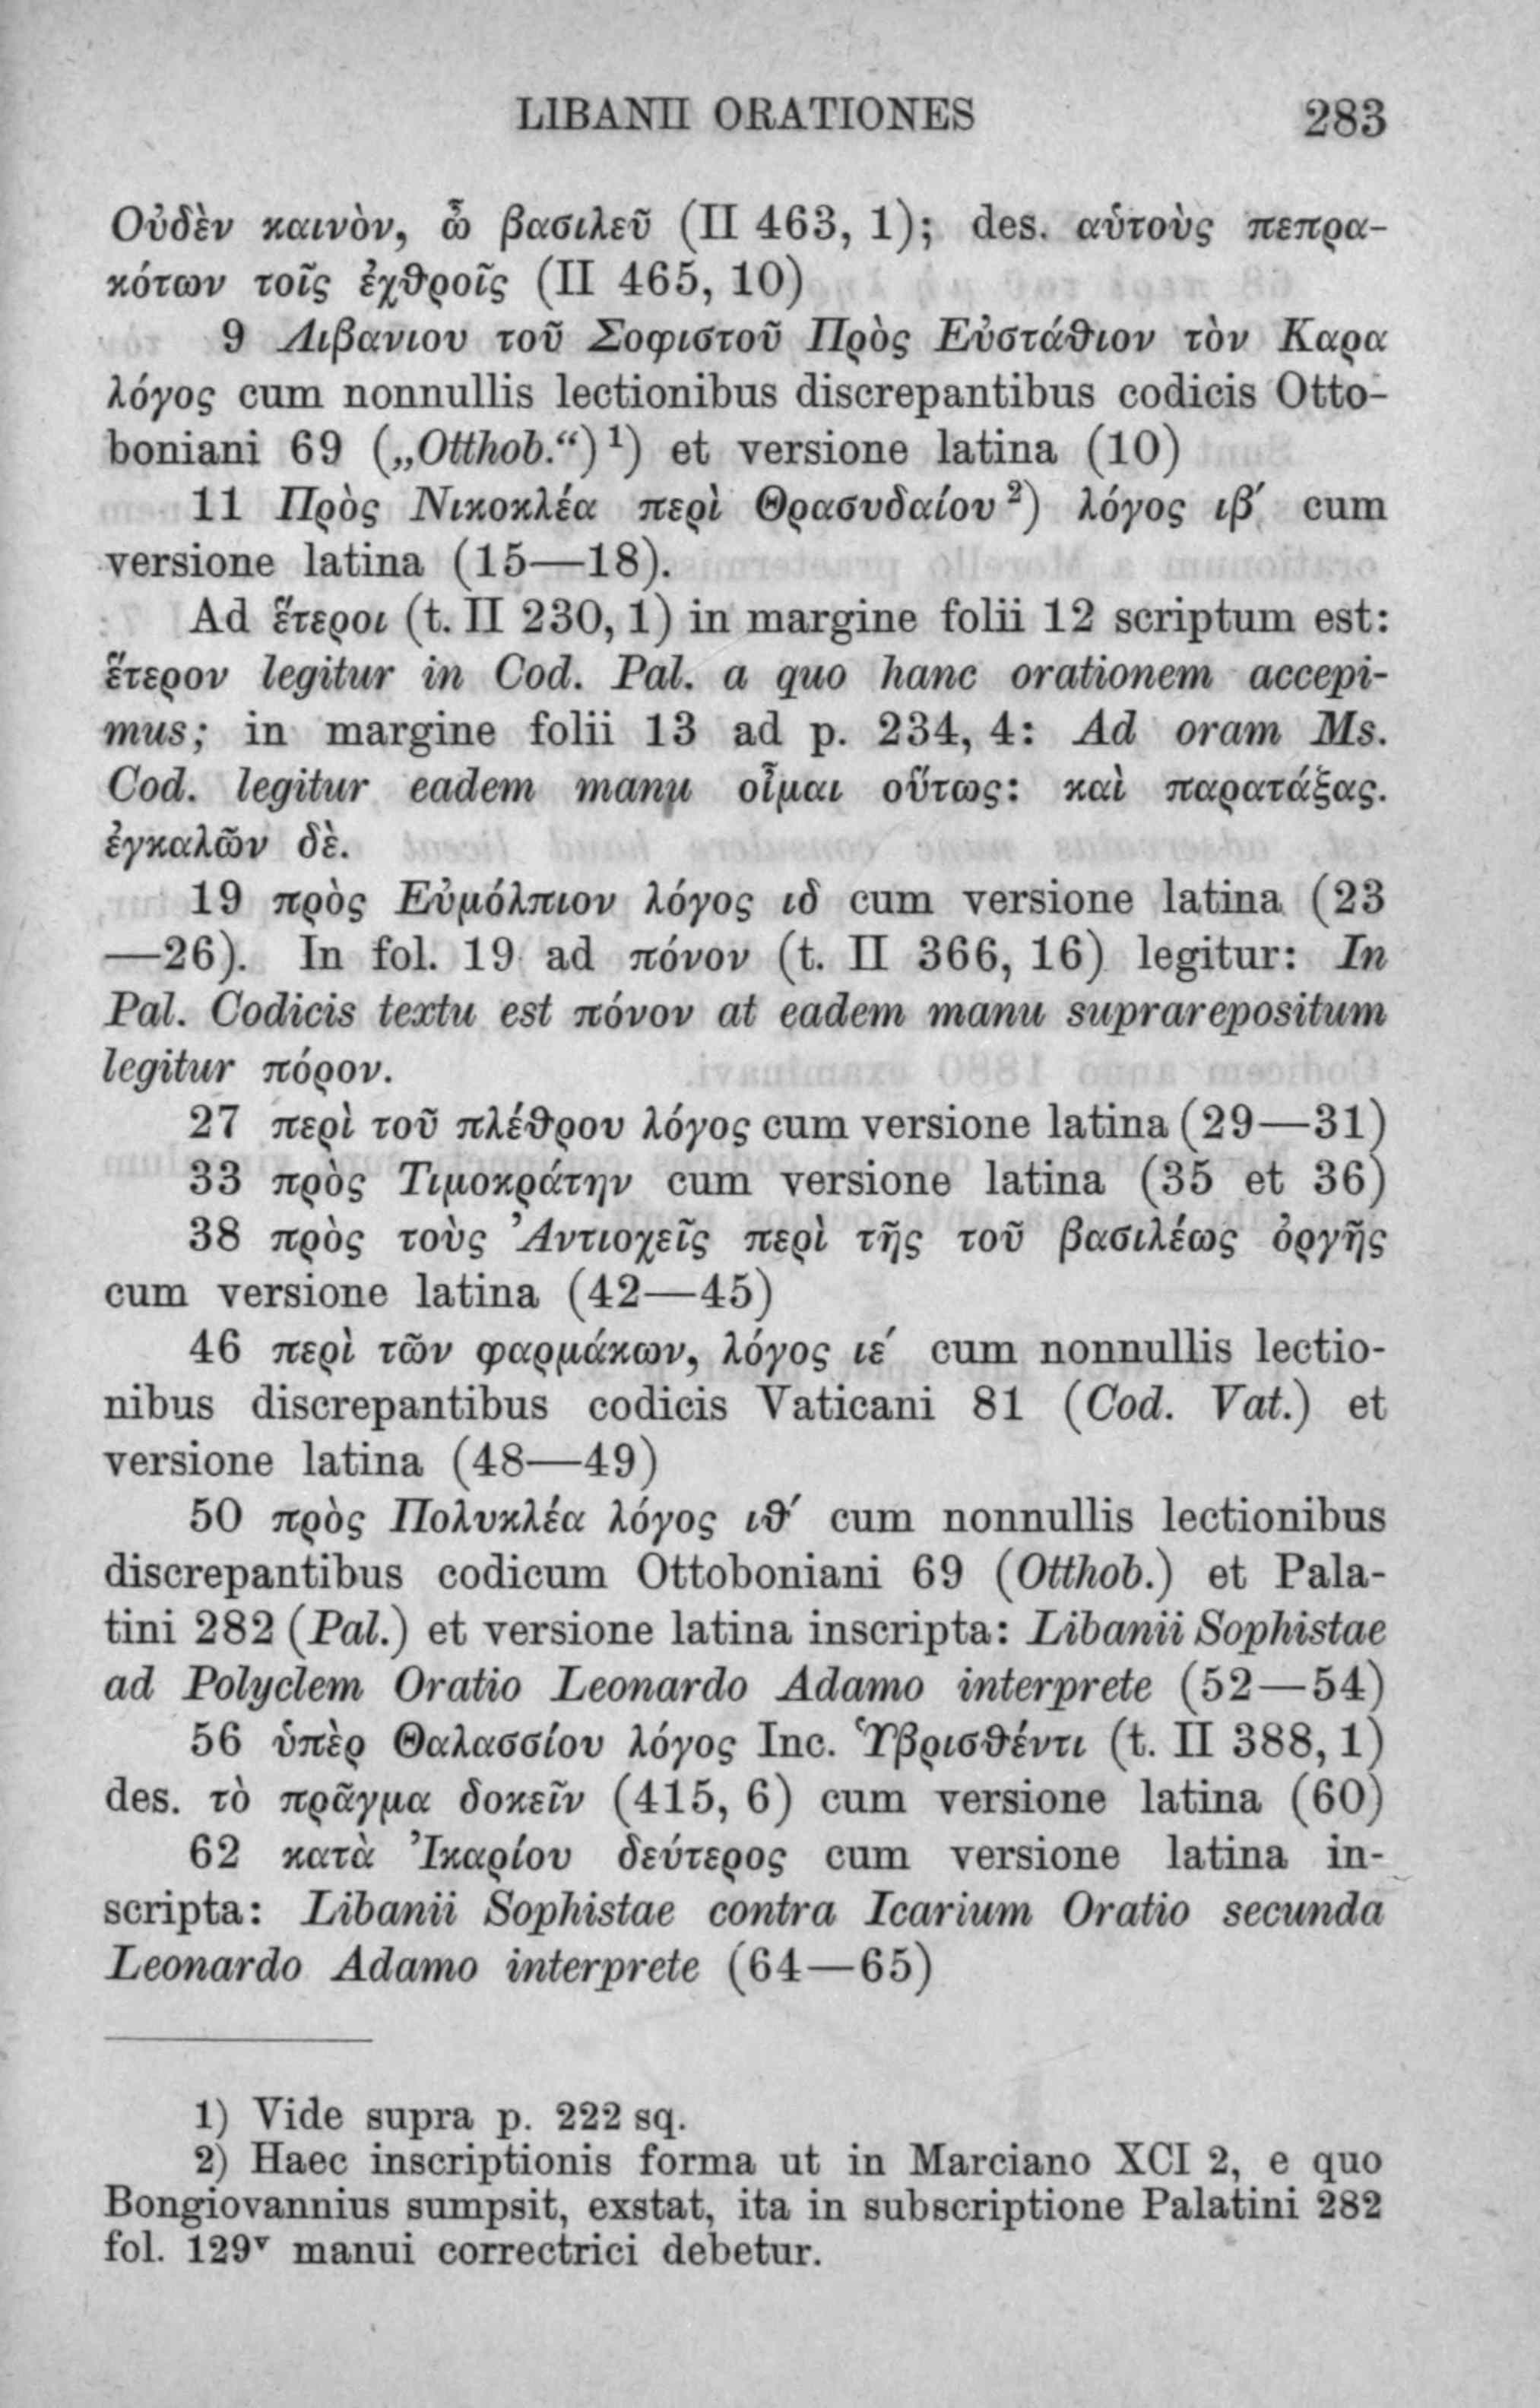 LIBANII ORATIONES 283
Οὐδὲν καινὸν, ὦ βασιλεῦ (II 463, 1); des. αὑτοὺς πεπρα-
κότων τοῖς ἐχθροῖς (II 465, 10)
9 Λιβανιου τοῦ Σοφιστοῦ Πρὸς Εὐστάθιον τὸν Καρα
λόγος cum nonnullis lectionibus discrepantibus codicis Otto-
boniani 69 („Otthob.“) ¹) et versione latina (10)
11 Πρὸς Νικοκλέα περὶ Θρασυδαίου ²) λόγος ιβ′ cum
versione latina (15—18).
Ad ἕτεροι (t. II 230, 1) in margine folii 12 scriptum est:
ἕτερον legitur in Cod. Pal. a quo hanc orationem accepi-
mus; in margine folii 13 ad p. 234, 4: Ad oram Ms.
Cod. legitur eadem manu οἶμαι οὕτως: καὶ παρατάξας.
ἐγκαλῶν δὲ.
19 πρὸς Εὐμόλπιον λόγος ιδ cum versione latina (23
—26). In fol. 19 ad πόνον (t. II 366, 16) legitur: In
Pal. Codicis textu est πόνον at eadem manu suprarepositum
legitur πόρον.
27 περὶ τοῦ πλέθρου λόγος cum versione latina (29—31)
33 πρὸς Τιμοκράτην cum versione latina (35 et 36)
38 πρὸς τοὺς Ἀντιοχεῖς περὶ τῆς τοῦ βασιλέως ὀργῆς
cum versione latina (42—45)
46 περὶ τῶν φαρμάκων, λόγος ιε′ cum nonnullis lectio-
nibus discrepantibus codicis Vaticani 81 (Cod. Vat.) et
versione latina (48—49)
50 πρὸς Πολυκλέα λόγος ιθ′ cum nonnullis lectionibus
discrepantibus codicum Ottoboniani 69 (Otthob.) et Pala-
tini 282 (Pal.) et versione latina inscripta: Libanii Sophistae
ad Polyclem Oratio Leonardo Adamo interprete (52—54)
56 ὑπὲρ Θαλασσίου λόγος Inc. Ὑβρισθέντι (t. II 388, 1)
des. τὸ πρᾶγμα δοκεῖν (415, 6) cum versione latina (60)
62 κατὰ Ἰκαρίου δεύτερος cum versione latina in-
scripta: Libanii Sophistae contra Icarium Oratio secunda
Leonardo Adamo interprete (64—65)
1) Vide supra p. 222 sq.
2) Haec inscriptionis forma ut in Marciano XCI 2, e quo
Bongiovannius sumpsit, exstat, ita in subscriptione Palatini 282
fol. 129ᵛ manui correctrici debetur.